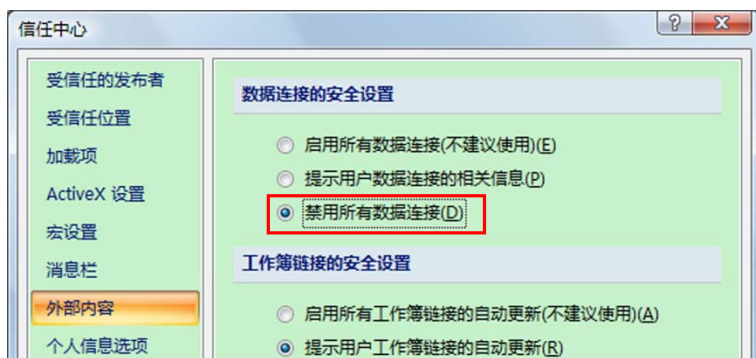 信任中心
受信任的发布者
受信任位置
加载项
ActiveX 设置
宏设置
消息栏
外部内容
个人信息选项
数据连接的安全设置
启用所有数据连接(不建议使用)(E)
提示用户数据连接的相关信息(P)
禁用所有数据连接(D)
工作簿链接的安全设置
启用所有工作簿链接的自动更新(不建议使用)(A)
提示用户工作簿链接的自动更新(R)